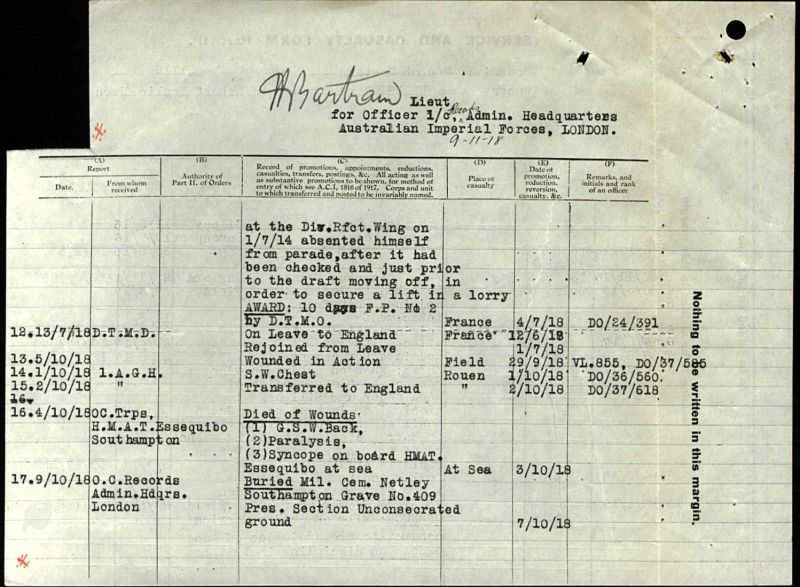 HBartram Lieut
for Officer 1/c Records Admin. Headquarters
Australian Imperial Forces, LONDON.
9-11-18
(A)
Report
(B)
Authority of
Part II. of Orders
(C)
Record of promotions, appointments, reductions,
casualties, transfers, postings, &c. All acting as well
as substantive promotions to be shown, for method of
entry of which see A.C.I, 1816 of 1917. Corps and unit
to which transferred and posted to be invariably named.
(D)
Place of
casualty
(E)
Date of
promotion,
reduction,
reversion,
casualty, &c.
(F)
Remarks, and
initials and rank
of an officer
Date.
From whom
received
at the Div.Rfct.Wing on
1/7/14 absented himself
from parade,after it had
been checked and just prior
to the draft moving off, in
order to secure a lift in a lorry
AWARD: 10 days F.P. No 2
12.13/7/18 D.T.M.D. by D.T.M.O. France 4/7/18 DO/24/391
On Leave to England France 12/6/18
Rejoined from Leave 1/7/18
13.5/10/18 Wounded in Action Field 29/9/18 VL.855, DO/37/585
14.1/10/18 1.A.G.H. S.W.Chest Rouen 1/10/18 DO/36/560.
15.2/10/18 " Transferred to England " 2/10/18 DO/37/618
16.
16.4/10/18 OC.Trps, Died of Wounds
H.M.A.T.Essequibo (1) G.S.W.Back,
Southampton (2)Paralysis,
(3)Syncope on board HMAT.
Essequibo at sea At Sea 3/10/18
17.9/10/18 O.C.Records Buried Mil. Cem. Netley
Admin.Hdqrs. Southampton Grave No.409
London Pres. Section Unconsecrated
ground 7/10/18
Nothing to be written in this margin.